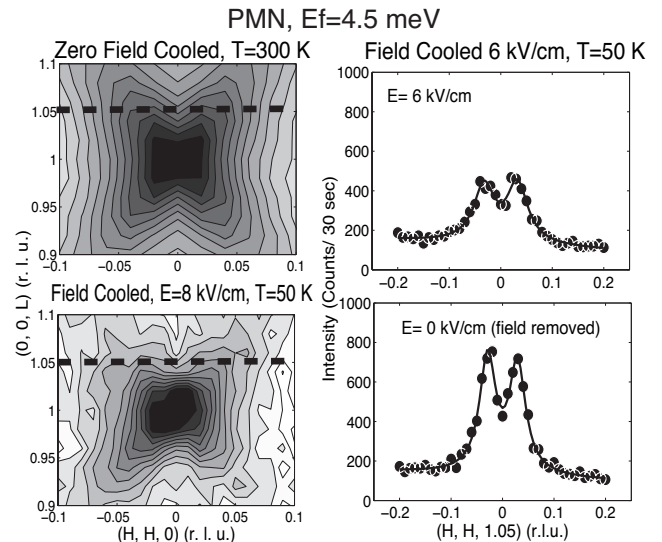 PMN, Ef=4.5 meV
Zero Field Cooled, T=300 K
1.1
1.05
1
0.95
0.9
−0.1 −0.05 0 0.05 0.1
Field Cooled, E=8 kV/cm, T=50 K
1.1
1.05
1
0.95
0.9
−0.1 −0.05 0 0.05 0.1
(H, H, 0) (r. l. u.)
(0, 0, L) (r. l. u.)
Field Cooled 6 kV/cm, T=50 K
1000
800
600
400
200
0
E= 6 kV/cm
−0.2 −0.1 0 0.1 0.2
1000
800
600
400
200
0
E= 0 kV/cm (field removed)
−0.2 −0.1 0 0.1 0.2
(H, H, 1.05) (r.l.u.)
Intensity (Counts/ 30 sec)